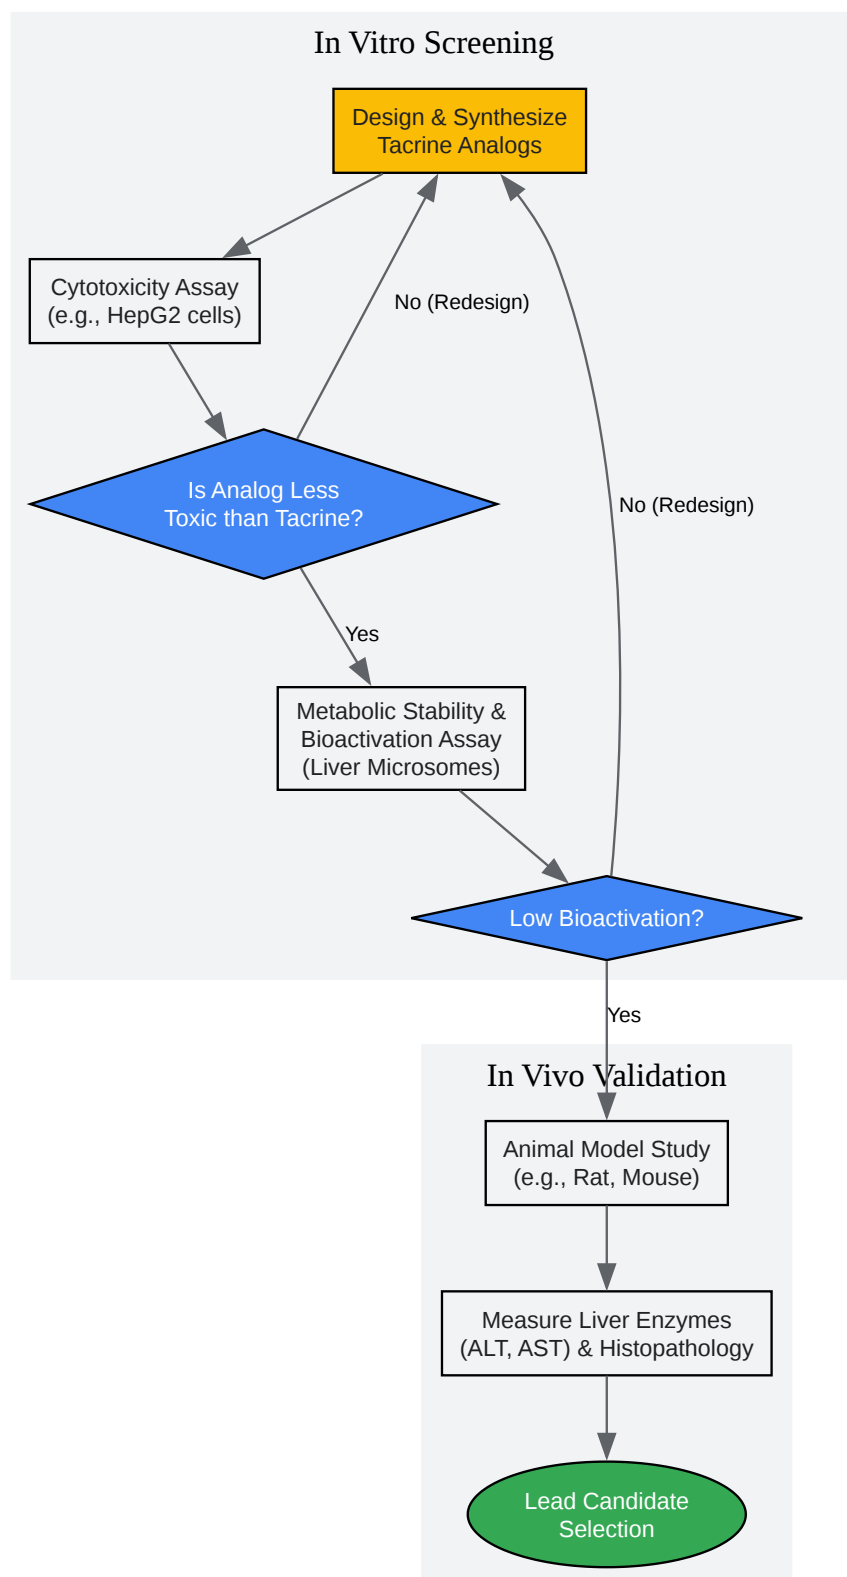 In Vitro Screening
Design & Synthesize
Tacrine Analogs
Cytotoxicity Assay
(e.g., HepG2 cells)
No (Redesign)
Is Analog Less
Toxic than Tacrine?
No (Redesign)
Yes
Metabolic Stability &
Bioactivation Assay
(Liver Microsomes)
Low Bioactivation?
Yes
In Vivo Validation
Animal Model Study
(e.g., Rat, Mouse)
Measure Liver Enzymes
(ALT, AST) & Histopathology
Lead Candidate
Selection